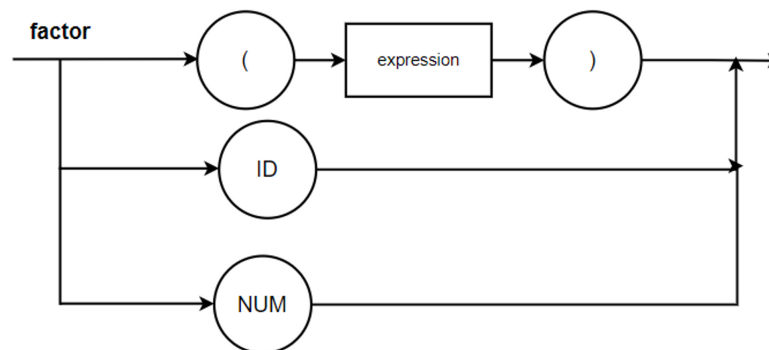 factor
( expression )
ID
NUM